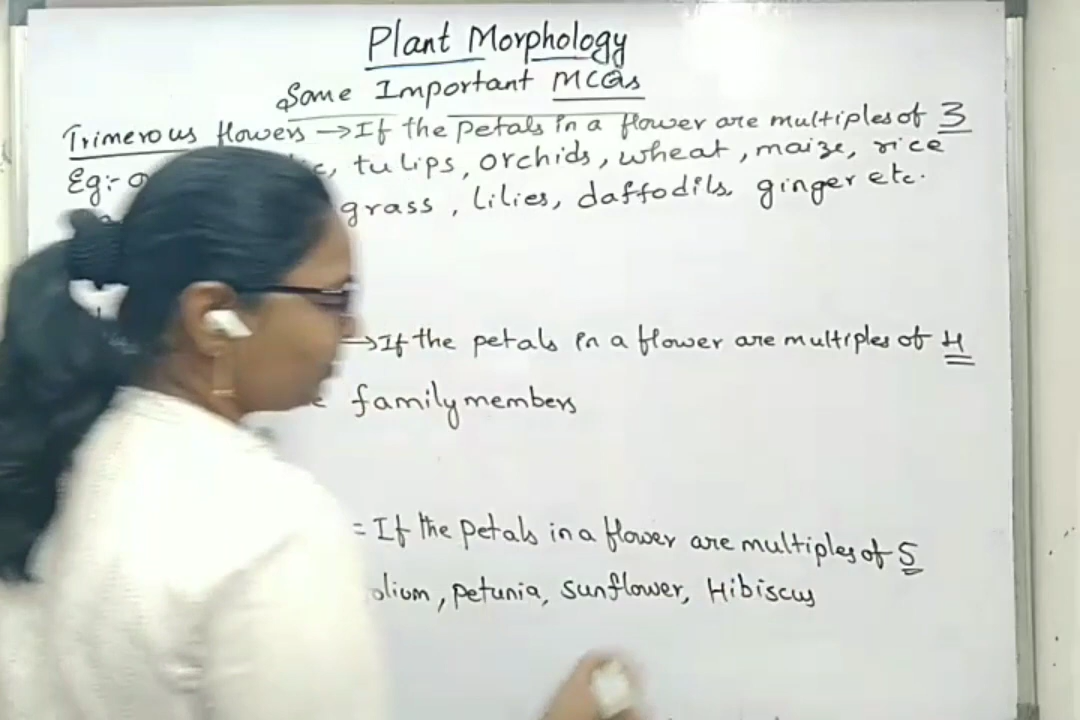 Plant Morphology
Some Important MCQs
Trimerous flowers → If the petals in a flower are multiples of 3
Eg:- tulips, orchids, wheat, maize, rice
grass, lilies, daffodils, ginger etc.
→ If the petals in a flower are multiples of 4
family members
= If the petals in a flower are multiples of 5
petunia, sunflower, Hibiscus